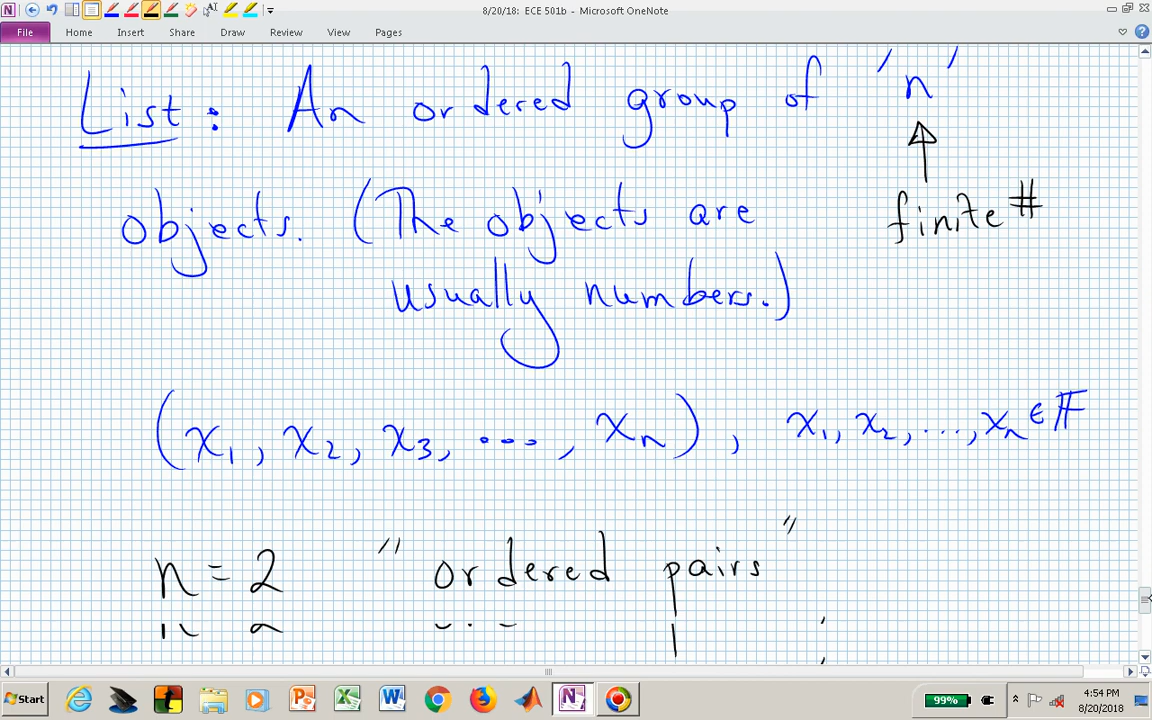 8/20/18: ECE 501b - Microsoft OneNote
File Home Insert Share Draw Review View Pages
List: An ordered group of 'n'
objects. (The objects are finite #
usually numbers.)
(x₁, x₂, x₃, ..., xₙ), x₁, x₂, ..., xₙ ∈ 𝔽
n = 2 "ordered pairs"
Start 99% 4:54 PM
8/20/2018